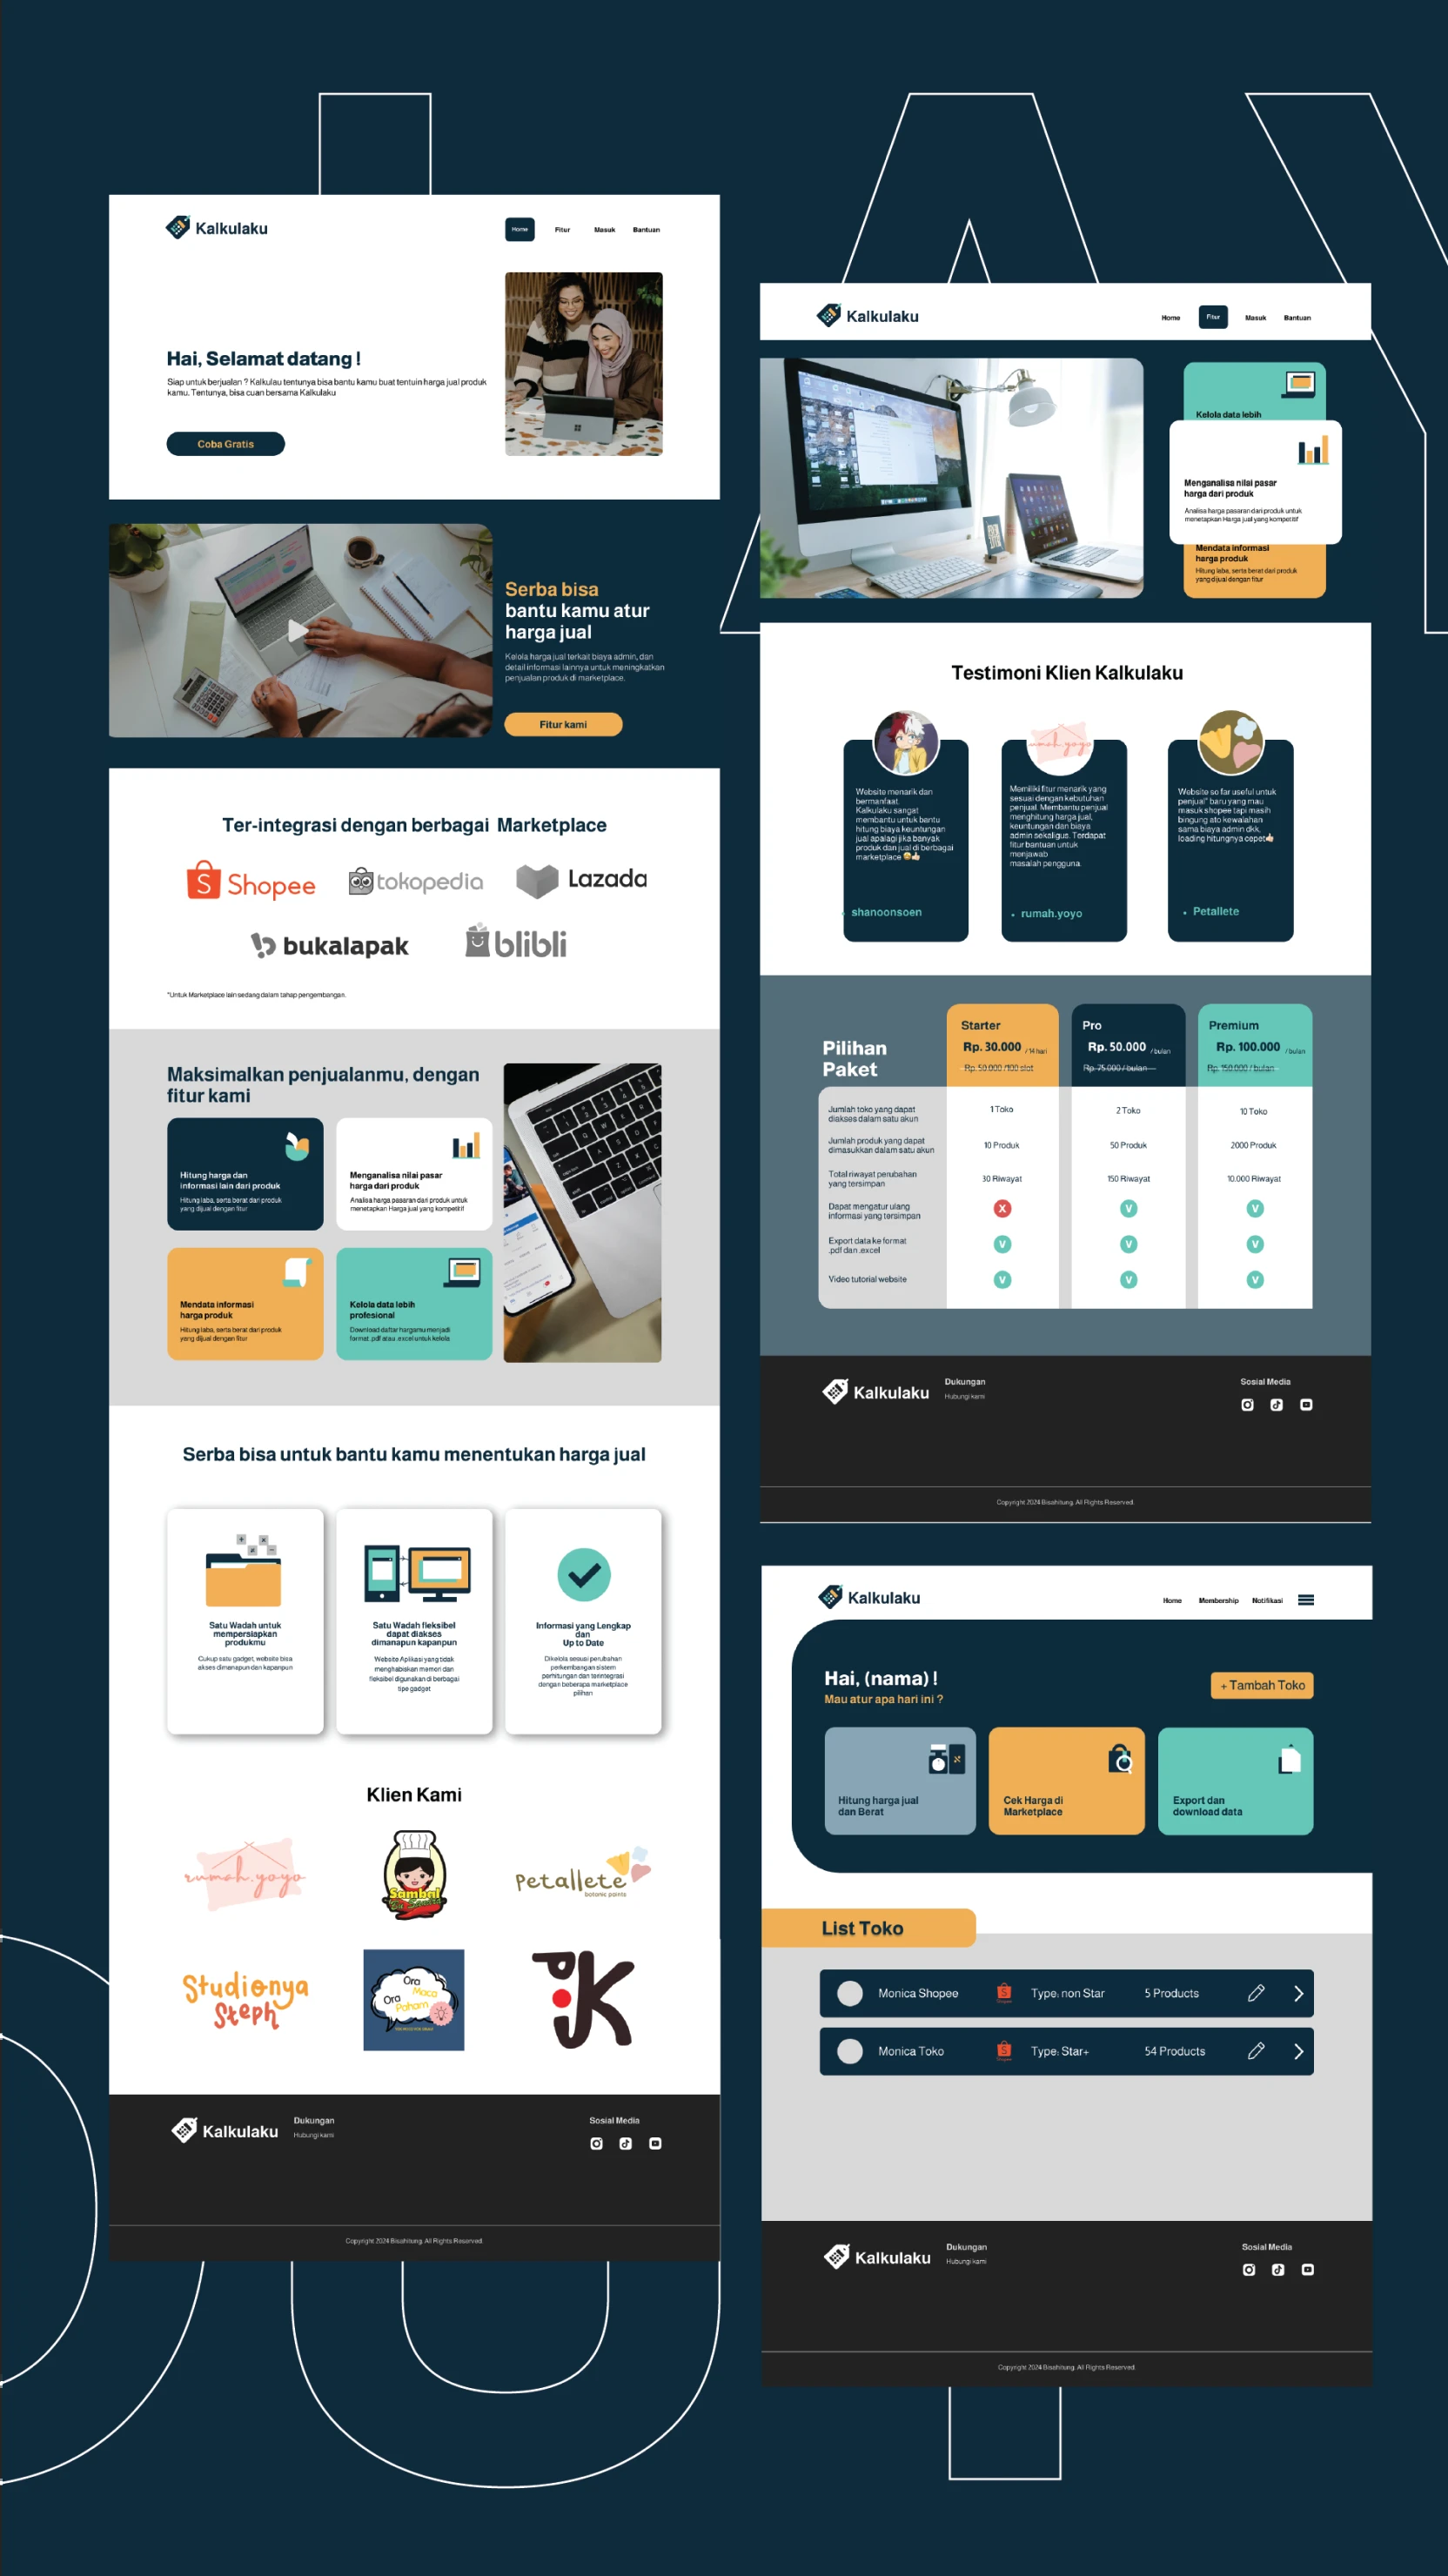 Kalkulaku
Home Fitur Masuk Bantuan
Hai, Selamat datang !
Siap untuk berjualan ? Kalkulau tentunya bisa bantu kamu buat tentuin harga jual produk
kamu. Tentunya, bisa cuan bersama Kalkulaku
Coba Gratis
Serba bisa
bantu kamu atur
harga jual
Kelola harga jual terkait biaya admin, dan
detail informasi lainnya untuk meningkatkan
penjualan produk di marketplace.
Fitur kami
Ter-integrasi dengan berbagai Marketplace
Shopee
tokopedia
Lazada
bukalapak
blibli
*Untuk Marketplace lain sedang dalam tahap pengembangan.
Maksimalkan penjualanmu, dengan
fitur kami
Hitung harga dan
informasi lain dari produk
Hitung laba, serta berat dari produk
yang dijual dengan fitur
Menganalisa nilai pasar
harga dari produk
Analisa harga pasaran dari produk untuk
menetapkan Harga jual yang kompetitif
Mendata informasi
harga produk
Hitung laba, serta berat dari produk
yang dijual dengan fitur
Kelola data lebih
profesional
Download daftar hargamu menjadi
format .pdf atau .excel untuk kelola
Serba bisa untuk bantu kamu menentukan harga jual
Satu Wadah untuk
mempersiapkan
produkmu
Cukup satu gadget, website bisa
akses dimanapun dan kapanpun
Satu Wadah fleksibel
dapat diakses
dimanapun kapanpun
Website Aplikasi yang tidak
menghabiskan memori dan
fleksibel digunakan di berbagai
tipe gadget
Informasi yang Lengkap
dan
Up to Date
Dikelola sesuai perubahan
perkembangan sistem
perhitungan dan terintegrasi
dengan beberapa marketplace
pilihan
Klien Kami
rumah.yoyo
Sambal
Petallete
botanic paints
Studionya
Steph
Ora
Ora
Moco
Paham
K
Kalkulaku
Dukungan
Hubungi kami
Sosial Media
Copyright 2024 Bisahitung. All Rights Reserved.
Kalkulaku
Home Fitur Masuk Bantuan
Kelola data lebih
Menganalisa nilai pasar
harga dari produk
Analisa harga pasaran dari produk untuk
menetapkan Harga jual yang kompetitif
Mendata informasi
harga produk
Hitung laba, serta berat dari produk
yang dijual dengan fitur
Testimoni Klien Kalkulaku
Website menarik dan
bermanfaat.
Kalkulaku sangat
membantu untuk bantu
hitung biaya keuntungan
jual apalagi jika banyak
produk dan jual di berbagai
marketplace 🤩👍🏻
• shanoonsoen
rumah.yoyo
Memiliki fitur menarik yang
sesuai dengan kebutuhan
penjual. Membantu penjual
menghitung harga jual,
keuntungan dan biaya
admin sekaligus. Terdapat
fitur bantuan untuk
menjawab
masalah pengguna.
• rumah.yoyo
Website so far useful untuk
penjual" baru yang mau
masuk shopee tapi masih
bingung ato kewalahan
sama biaya admin dkk.
loading hitungnya cepat👍🏻
• Petallete
Pilihan
Paket
Starter
Rp. 30.000 / 14 hari
Rp. 50.000 /100 slot
Pro
Rp. 50.000 / bulan
Rp. 75.000 / bulan
Premium
Rp. 100.000 / bulan
Rp. 150.000 / bulan
Jumlah toko yang dapat
diakses dalam satu akun
1 Toko 2 Toko 10 Toko
Jumlah produk yang dapat
dimasukkan dalam satu akun
10 Produk 50 Produk 2000 Produk
Total riwayat perubahan
yang tersimpan
30 Riwayat 150 Riwayat 10.000 Riwayat
Dapat mengatur ulang
informasi yang tersimpan
X V V
Export data ke format
.pdf dan .excel
V V V
Video tutorial website
V V V
Kalkulaku
Dukungan
Hubungi kami
Sosial Media
Copyright 2024 Bisahitung. All Rights Reserved.
Kalkulaku
Home Membership Notifikasi
Hai, (nama) !
Mau atur apa hari ini ?
+ Tambah Toko
Hitung harga jual
dan Berat
Cek Harga di
Marketplace
Export dan
download data
List Toko
Monica Shopee Shopee Type: non Star 5 Products
Monica Toko Shopee Type: Star+ 54 Products
Kalkulaku
Dukungan
Hubungi kami
Sosial Media
Copyright 2024 Bisahitung. All Rights Reserved.